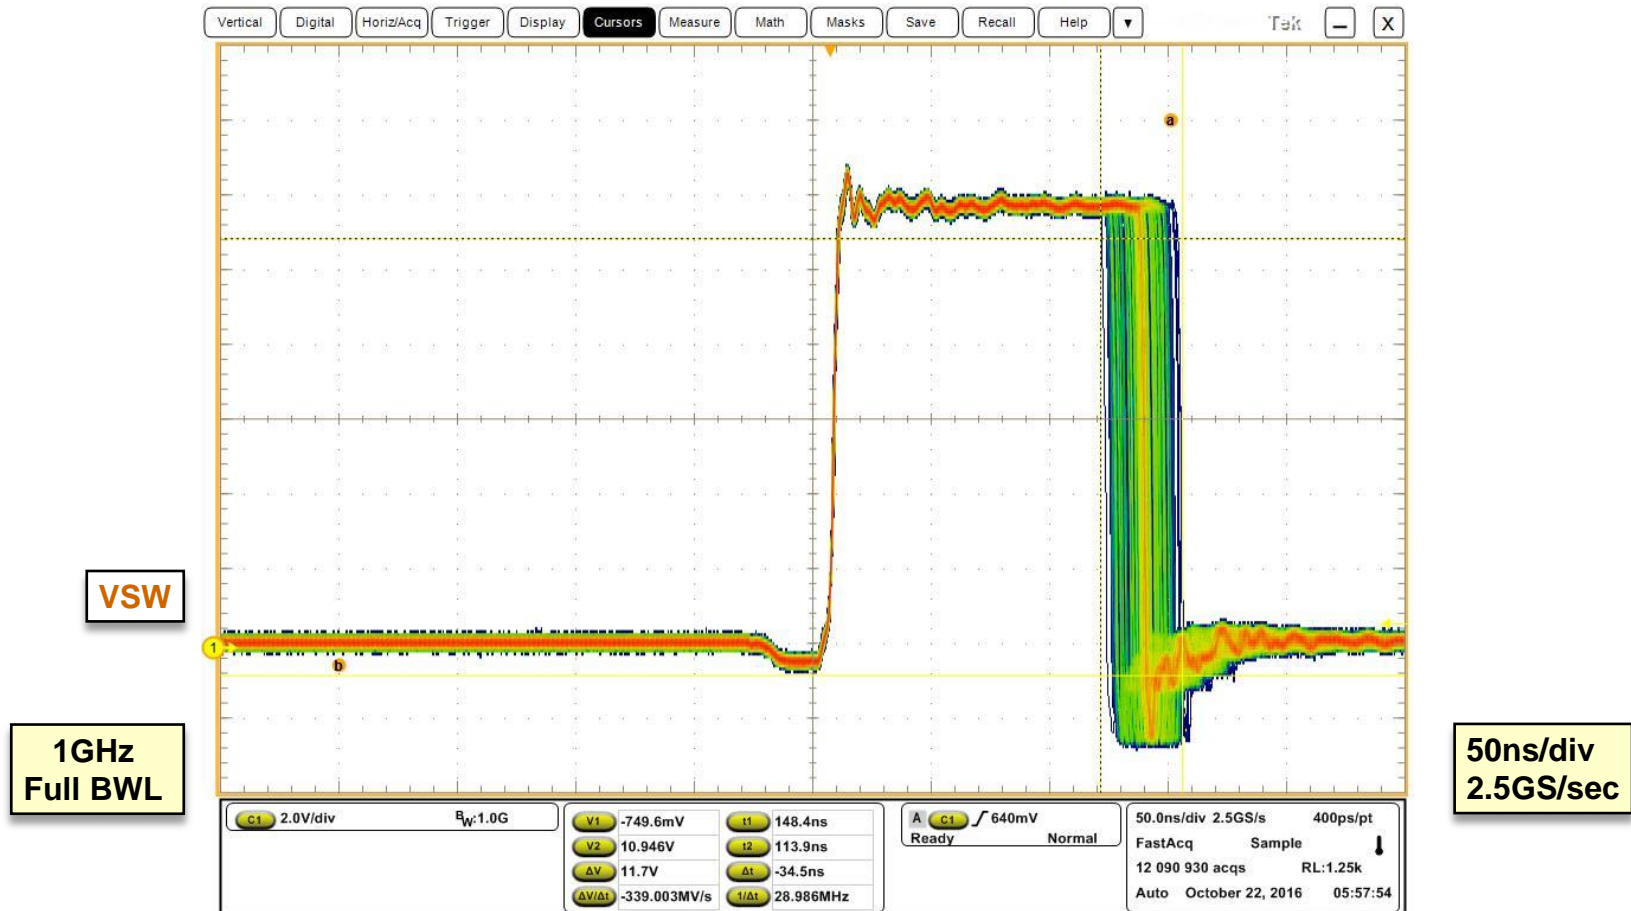 Vertical Digital Horiz/Acq Trigger Display Cursors Measure Math Masks Save Recall Help ▼ Tek — X
a
VSW
1
b
1GHz
Full BWL
50ns/div
2.5GS/sec
C1 2.0V/div BW:1.0G
V1 -749.6mV t1 148.4ns
V2 10.946V t2 113.9ns
ΔV 11.7V Δt -34.5ns
ΔV/Δt -339.003MV/s 1/Δt 28.986MHz
A C1 640mV
Ready Normal
50.0ns/div 2.5GS/s 400ps/pt
FastAcq Sample
12 090 930 acqs RL:1.25k
Auto October 22, 2016 05:57:54